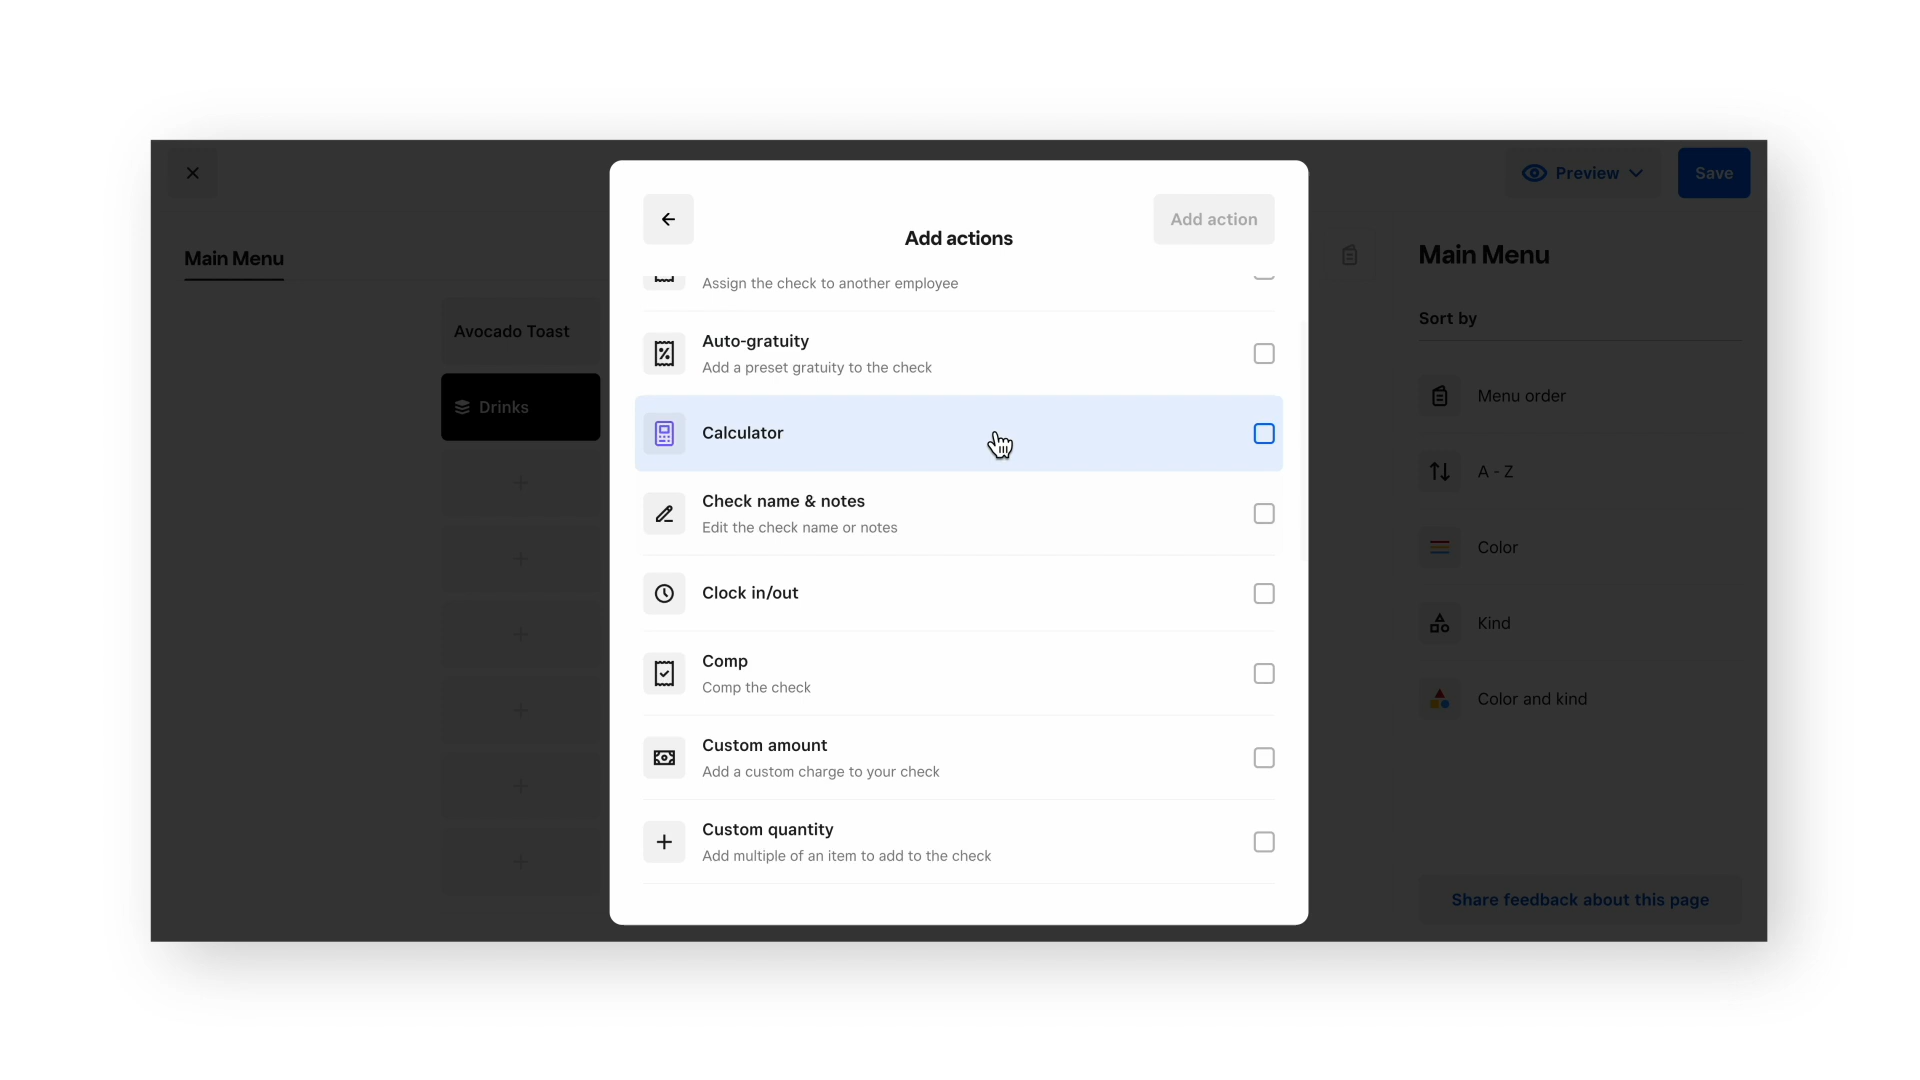 Preview
Save
Add action
Add actions
Main Menu
Main Menu
Assign the check to another employee
Sort by
Avocado Toast
Auto-gratuity
Add a preset gratuity to the check
Menu order
Drinks
Calculator
A - Z
Check name & notes
Edit the check name or notes
Color
Clock in/out
Kind
Comp
Comp the check
Color and kind
Custom amount
Add a custom charge to your check
Custom quantity
Add multiple of an item to add to the check
Share feedback about this page